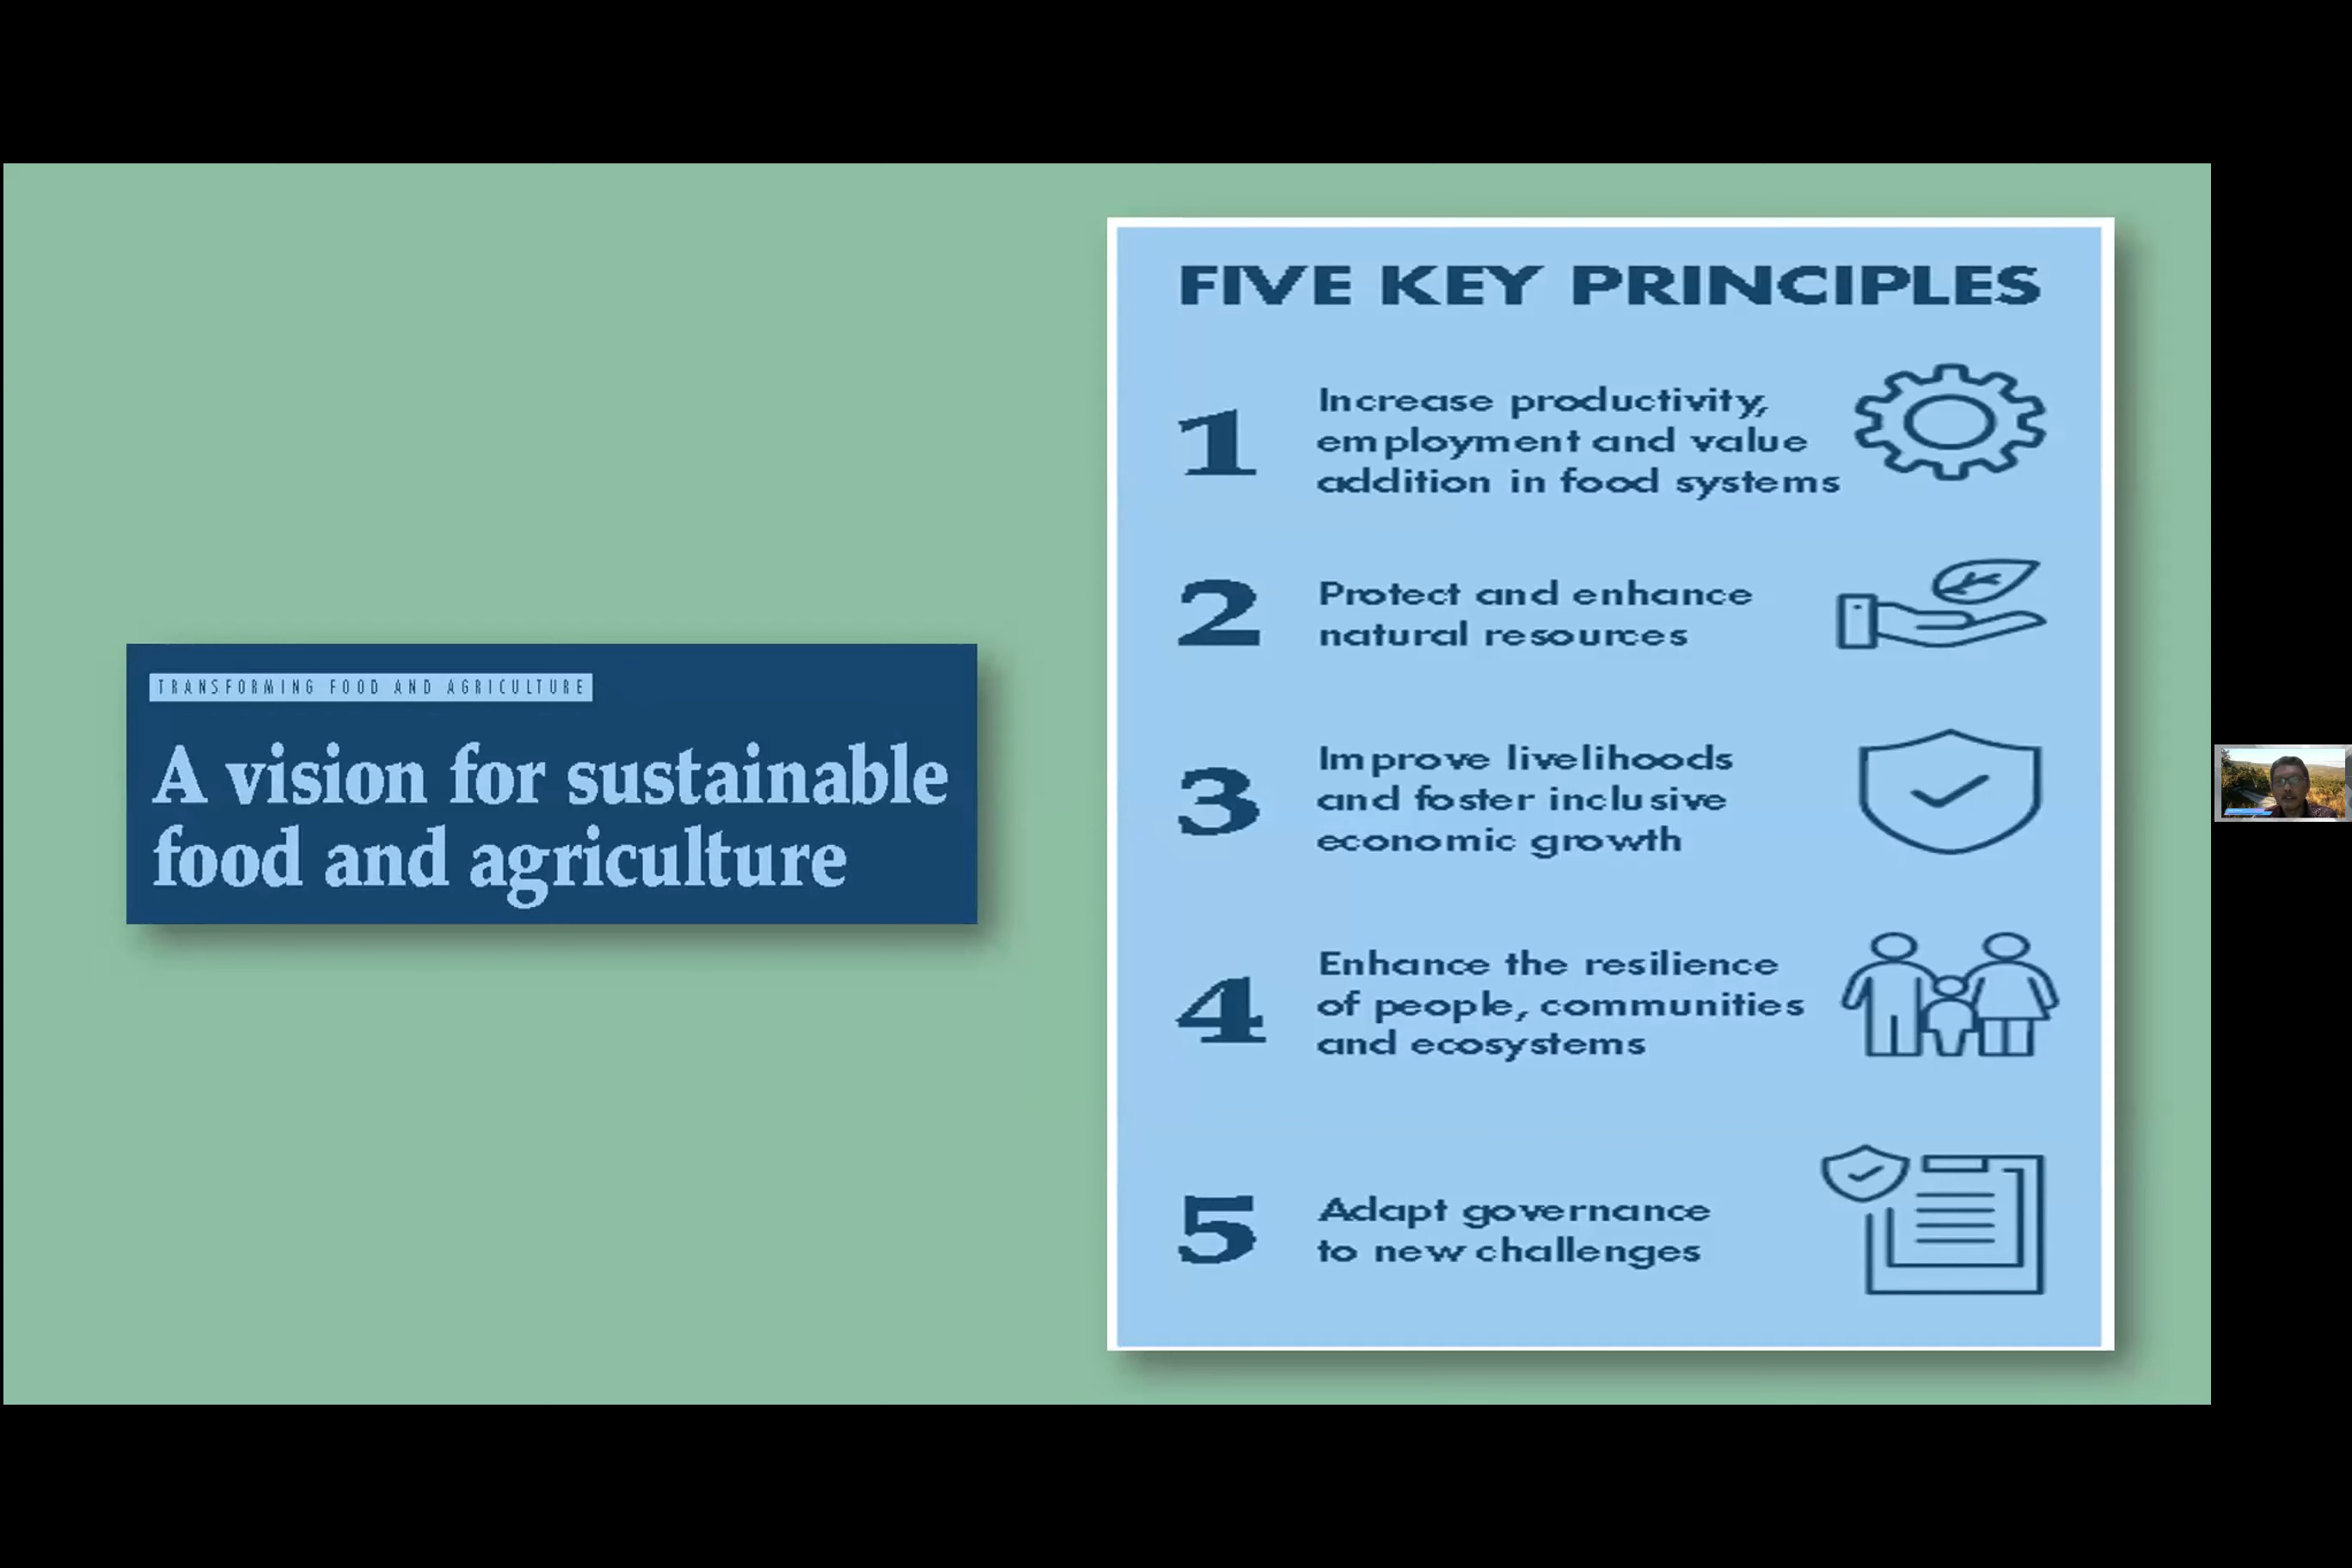 TRANSFORMING FOOD AND AGRICULTURE
A vision for sustainable
food and agriculture
FIVE KEY PRINCIPLES
1
Increase productivity,
employment and value
addition in food systems
2
Protect and enhance
natural resources
3
Improve livelihoods
and foster inclusive
economic growth
4
Enhance the resilience
of people, communities
and ecosystems
5
Adapt governance
to new challenges